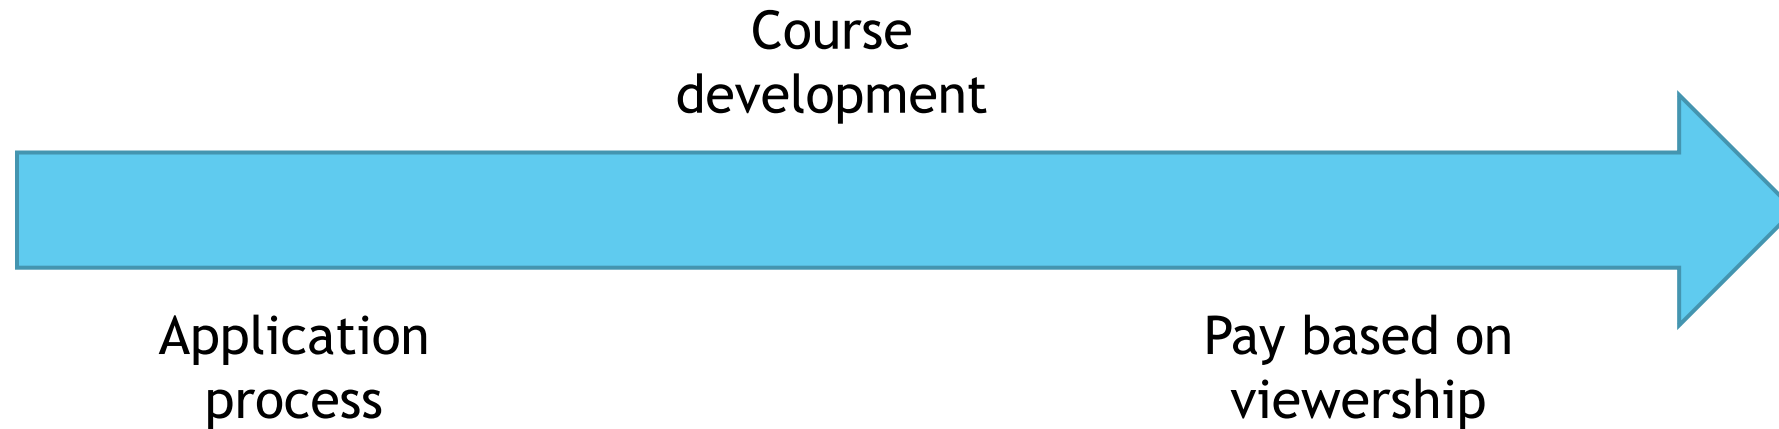 Course
development
Application
process
Pay based on
viewership